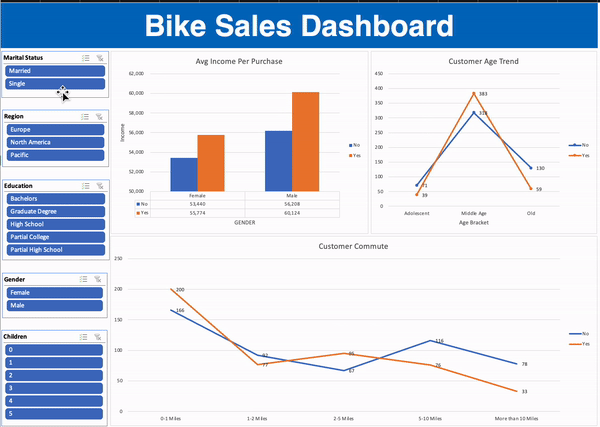 Bike Sales Dashboard
Marital Status
Married
Single
Region
Europe
North America
Pacific
Education
Bachelors
Graduate Degree
High School
Partial College
Partial High School
Gender
Female
Male
Children
0
1
2
3
4
5
Avg Income Per Purchase
62,000
60,000
58,000
56,000
54,000
52,000
50,000
Income
Female
Male
No
53,440
56,208
Yes
55,774
60,124
GENDER
No
Yes
Customer Age Trend
450
400
350
300
250
200
150
100
50
0
383
318
130
71
59
39
Adolescent
Middle Age
Old
Age Bracket
No
Yes
Customer Commute
250
200
150
100
50
0
200
166
92
77
95
67
116
76
78
33
0-1 Miles
1-2 Miles
2-5 Miles
5-10 Miles
More than 10 Miles
No
Yes